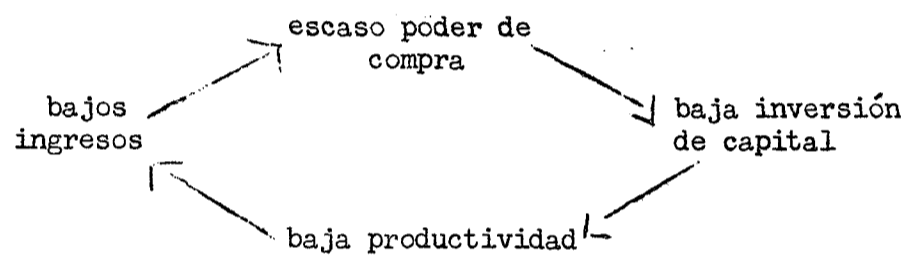 escaso poder de
compra
bajos
ingresos
baja inversión
de capital
baja productividad